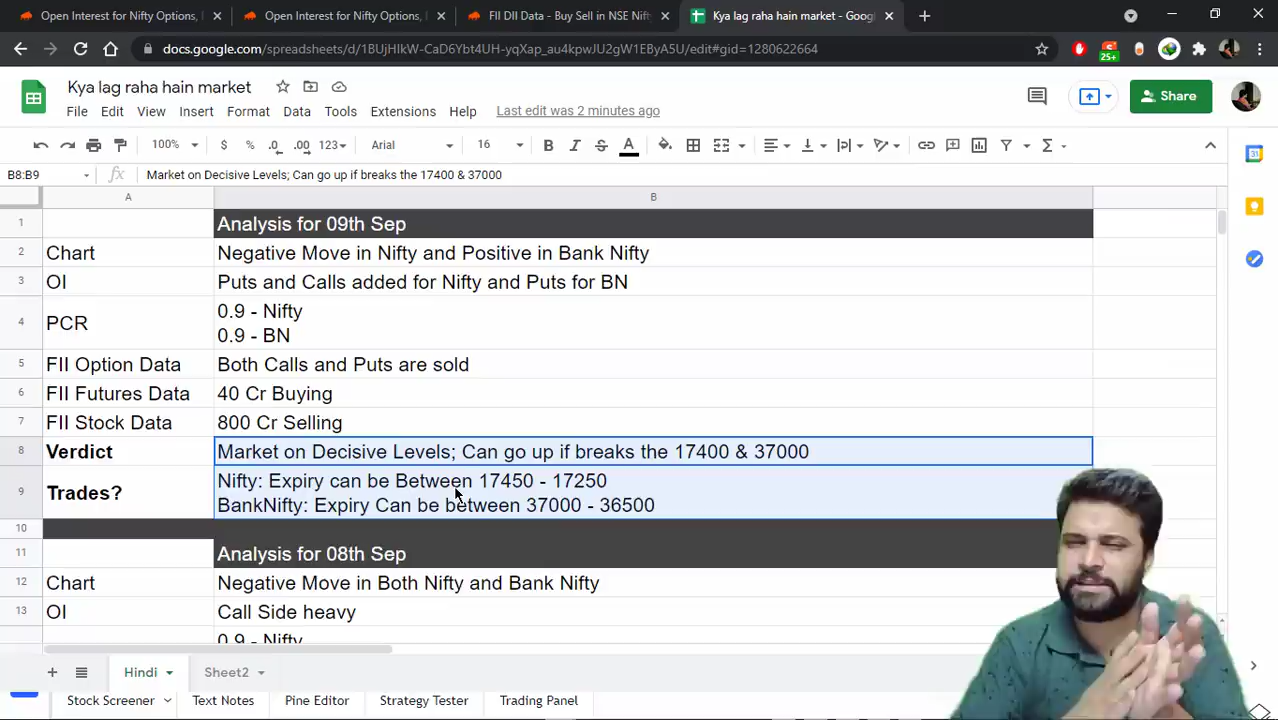 Open Interest for Nifty Options,
Open Interest for Nifty Options,
FII DII Data - Buy Sell in NSE Nift
Kya lag raha hain market - Goog
docs.google.com/spreadsheets/d/1BUjHIkW-CaD6Ybt4UH-yqXap_au4kpwJU2gW1EByA5U/edit#gid=1280622664
25+
Kya lag raha hain market
File Edit View Insert Format Data Tools Extensions Help Last edit was 2 minutes ago
Share
100% $ % .0 .00 123 Arial 16 B I S A
B8:B9 fx Market on Decisive Levels; Can go up if breaks the 17400 & 37000
A B
1 Analysis for 09th Sep
2 Chart Negative Move in Nifty and Positive in Bank Nifty
3 OI Puts and Calls added for Nifty and Puts for BN
4 PCR 0.9 - Nifty
0.9 - BN
5 FII Option Data Both Calls and Puts are sold
6 FII Futures Data 40 Cr Buying
7 FII Stock Data 800 Cr Selling
8 Verdict Market on Decisive Levels; Can go up if breaks the 17400 & 37000
9 Trades? Nifty: Expiry can be Between 17450 - 17250
BankNifty: Expiry Can be between 37000 - 36500
10
11 Analysis for 08th Sep
12 Chart Negative Move in Both Nifty and Bank Nifty
13 OI Call Side heavy
0.9 - Nifty
Hindi Sheet2
Stock Screener Text Notes Pine Editor Strategy Tester Trading Panel